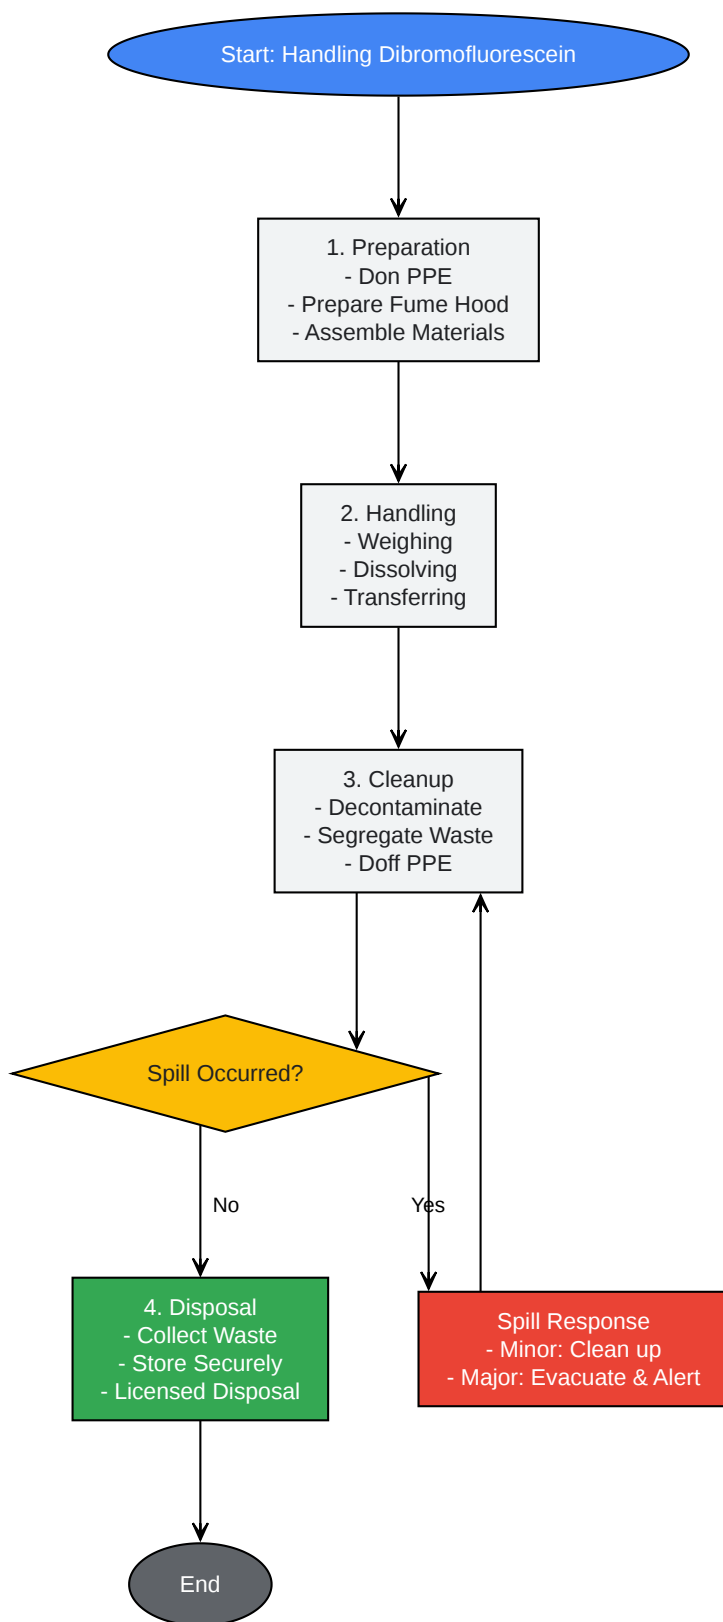 Start: Handling Dibromofluorescein
1. Preparation
- Don PPE
- Prepare Fume Hood
- Assemble Materials
2. Handling
- Weighing
- Dissolving
- Transferring
3. Cleanup
- Decontaminate
- Segregate Waste
- Doff PPE
Spill Occurred?
No
Yes
4. Disposal
- Collect Waste
- Store Securely
- Licensed Disposal
Spill Response
- Minor: Clean up
- Major: Evacuate & Alert
End